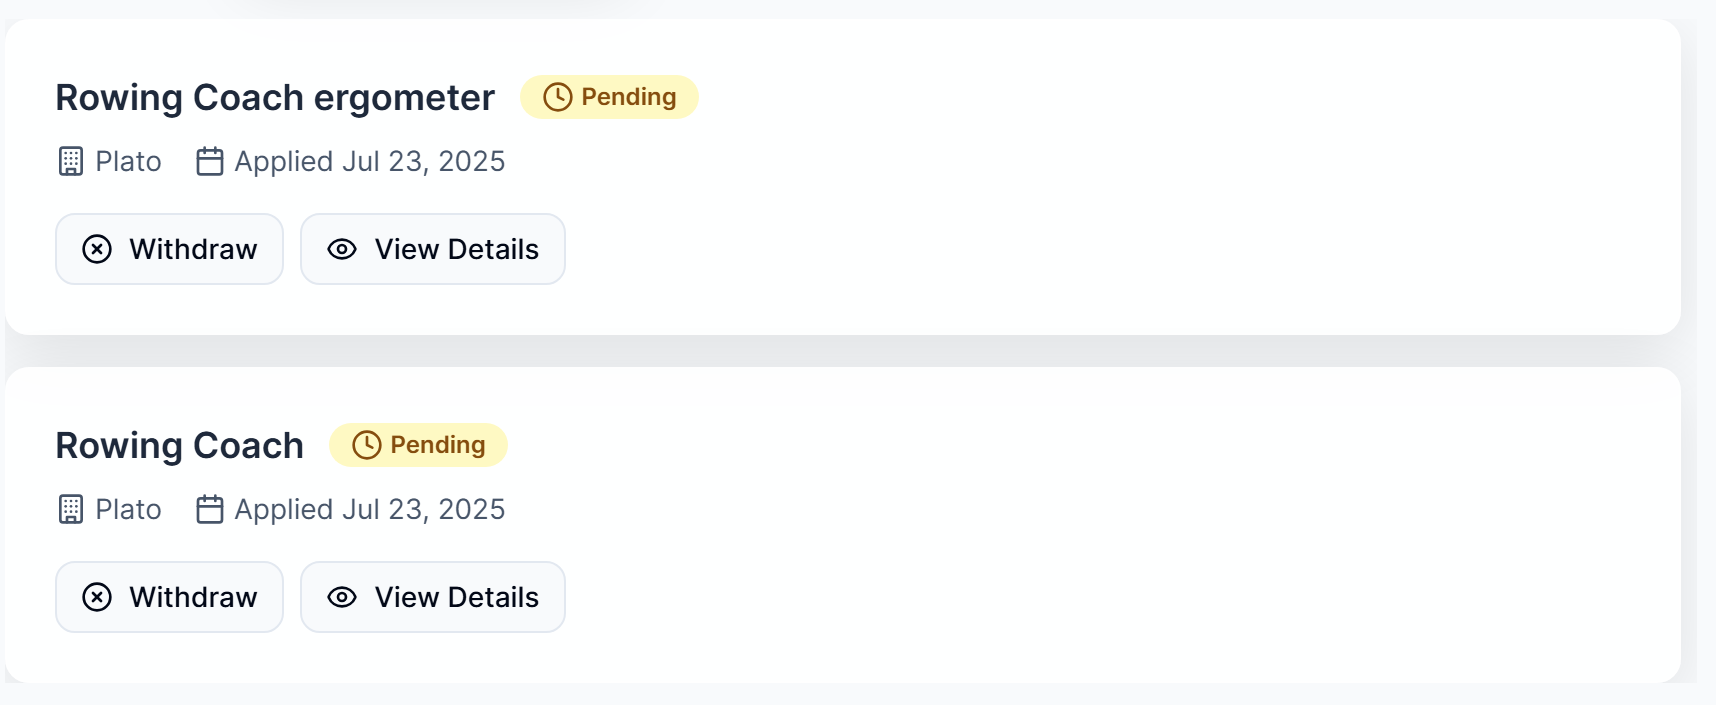 Rowing Coach ergometer Pending
Plato Applied Jul 23, 2025
Withdraw View Details
Rowing Coach Pending
Plato Applied Jul 23, 2025
Withdraw View Details